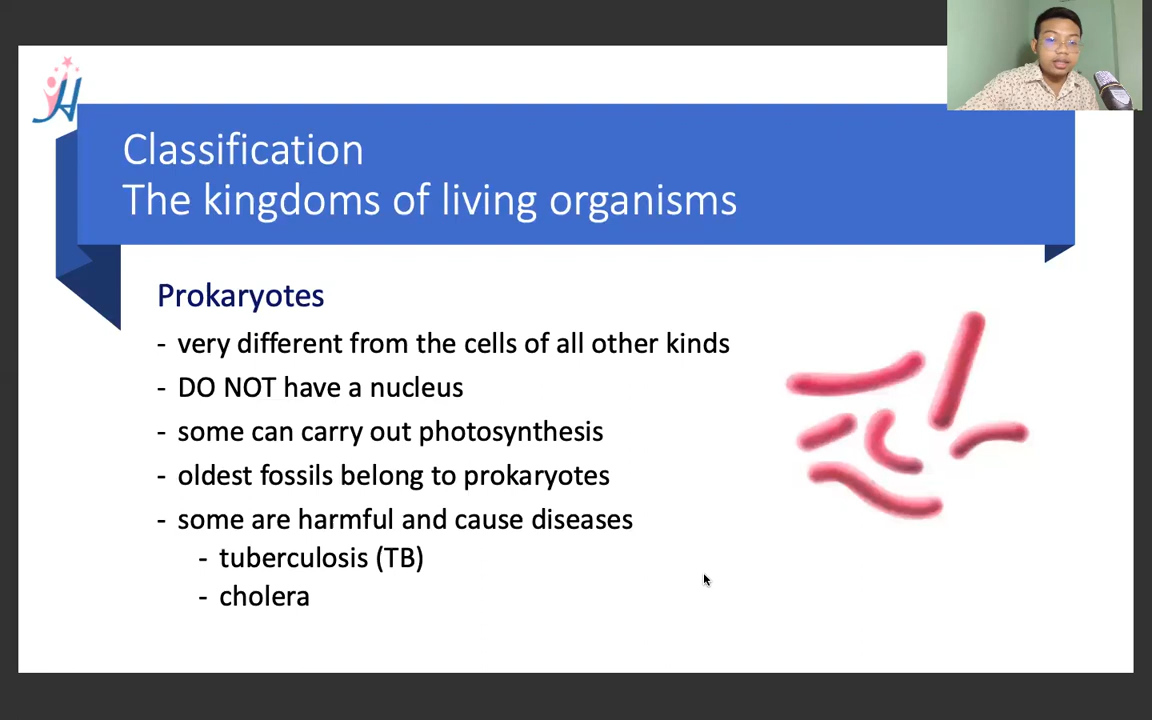 Classification
The kingdoms of living organisms
Prokaryotes
- very different from the cells of all other kinds
- DO NOT have a nucleus
- some can carry out photosynthesis
- oldest fossils belong to prokaryotes
- some are harmful and cause diseases
- tuberculosis (TB)
- cholera